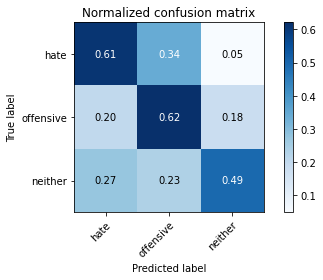 Normalized confusion matrix
True label
hate
0.61 0.34 0.05
offensive
0.20 0.62 0.18
neither
0.27 0.23 0.49
hate offensive neither
Predicted label
0.6
0.5
0.4
0.3
0.2
0.1